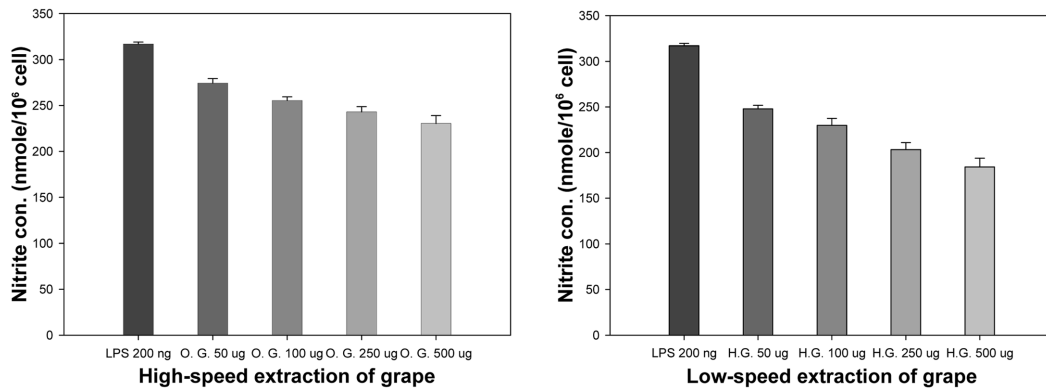 Nitrite con. (nmole/10⁶ cell)
350
300
250
200
150
100
50
0
LPS 200 ng O. G. 50 ug O. G. 100 ug O. G. 250 ug O. G. 500 ug
High-speed extraction of grape
Nitrite con. (nmole/10⁶ cell)
350
300
250
200
150
100
50
0
LPS 200 ng H.G. 50 ug H.G. 100 ug H.G. 250 ug H.G. 500 ug
Low-speed extraction of grape